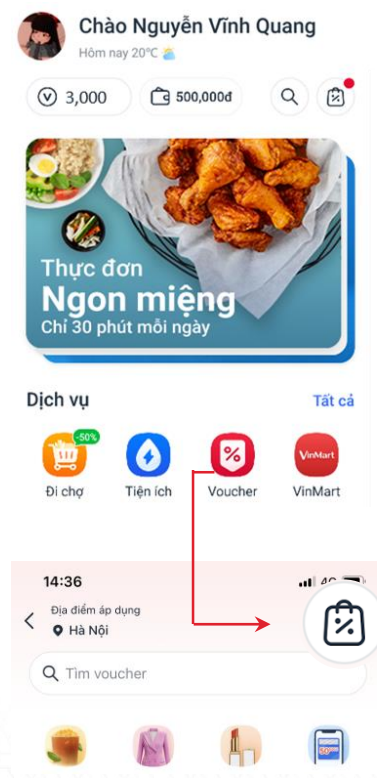 Chào Nguyễn Vĩnh Quang
Hôm nay 20°C
V 3,000
500,000đ
Thực đơn
Ngon miệng
Chỉ 30 phút mỗi ngày
Dịch vụ
Tất cả
-50%
%
VinMart
Đi chợ
Tiện ích
Voucher
VinMart
14:36
Địa điểm áp dụng
Hà Nội
%
Tìm voucher